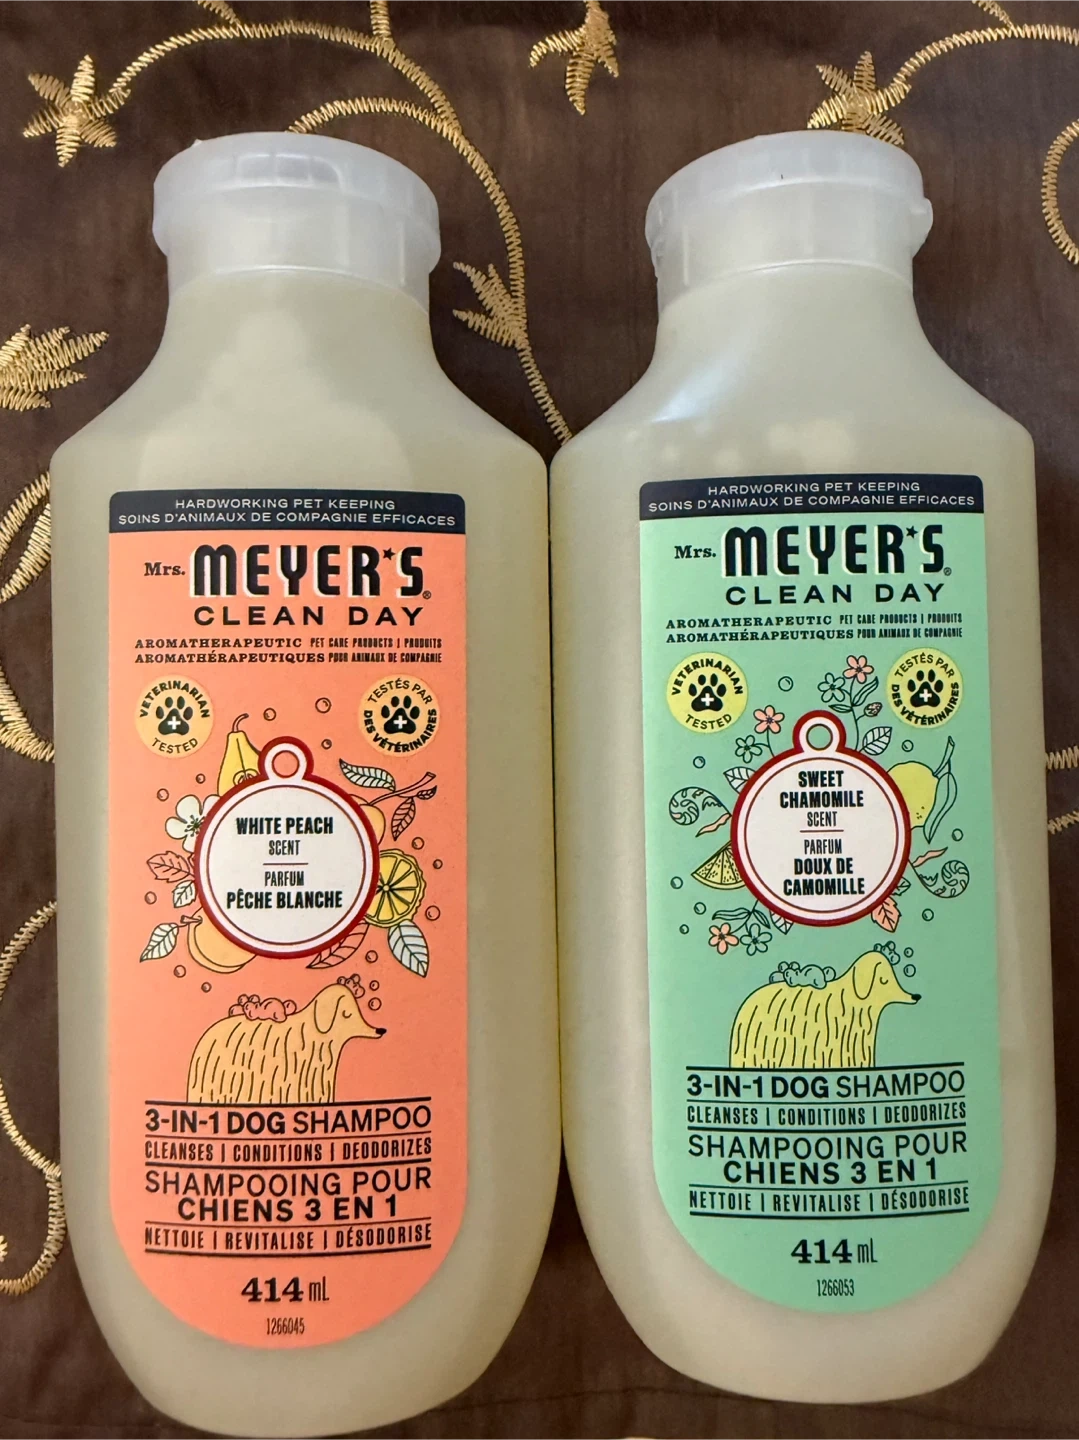 HARDWORKING PET KEEPING
SOINS D'ANIMAUX DE COMPAGNIE EFFICACES
Mrs. MEYER'S®
CLEAN DAY
AROMATHERAPEUTIC PET CARE PRODUCTS | PRODUITS
AROMATHÉRAPEUTIQUES POUR ANIMAUX DE COMPAGNIE
VETERINARIAN TESTED
TESTÉS PAR DES VÉTÉRINAIRES
WHITE PEACH
SCENT
PARFUM
PÊCHE BLANCHE
3-IN-1 DOG SHAMPOO
CLEANSES | CONDITIONS | DEODORIZES
SHAMPOOING POUR
CHIENS 3 EN 1
NETTOIE | REVITALISE | DÉSODORISE
414 mL
1266045
HARDWORKING PET KEEPING
SOINS D'ANIMAUX DE COMPAGNIE EFFICACES
Mrs. MEYER'S®
CLEAN DAY
AROMATHERAPEUTIC PET CARE PRODUCTS | PRODUITS
AROMATHÉRAPEUTIQUES POUR ANIMAUX DE COMPAGNIE
VETERINARIAN TESTED
TESTÉS PAR DES VÉTÉRINAIRES
SWEET
CHAMOMILE
SCENT
PARFUM
DOUX DE
CAMOMILLE
3-IN-1 DOG SHAMPOO
CLEANSES | CONDITIONS | DEODORIZES
SHAMPOOING POUR
CHIENS 3 EN 1
NETTOIE | REVITALISE | DÉSODORISE
414 mL
1266053